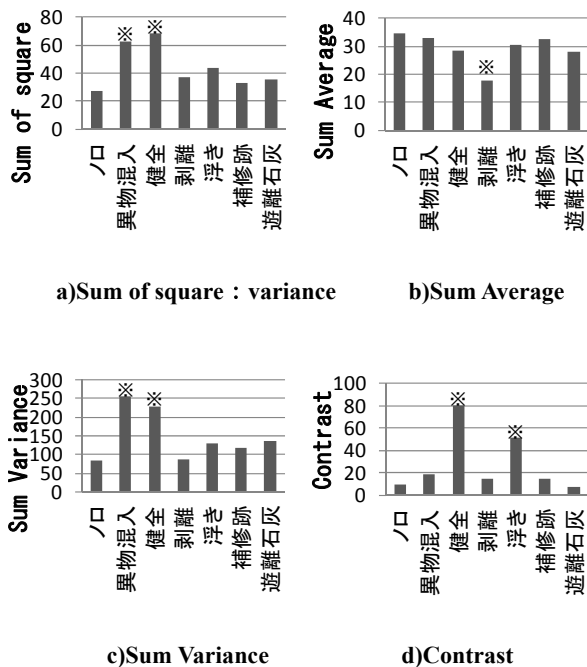 Sum of square
80
60
40
20
0
※
※
ノロ
異物混入
健全
剥離
浮き
補修跡
遊離石灰
a)Sum of square：variance
Sum Average
40
30
20
10
0
※
ノロ
異物混入
健全
剥離
浮き
補修跡
遊離石灰
b)Sum Average
Sum Variance
300
250
200
150
100
50
0
※
※
ノロ
異物混入
健全
剥離
浮き
補修跡
遊離石灰
c)Sum Variance
Contrast
100
80
60
40
20
0
※
※
ノロ
異物混入
健全
剥離
浮き
補修跡
遊離石灰
d)Contrast